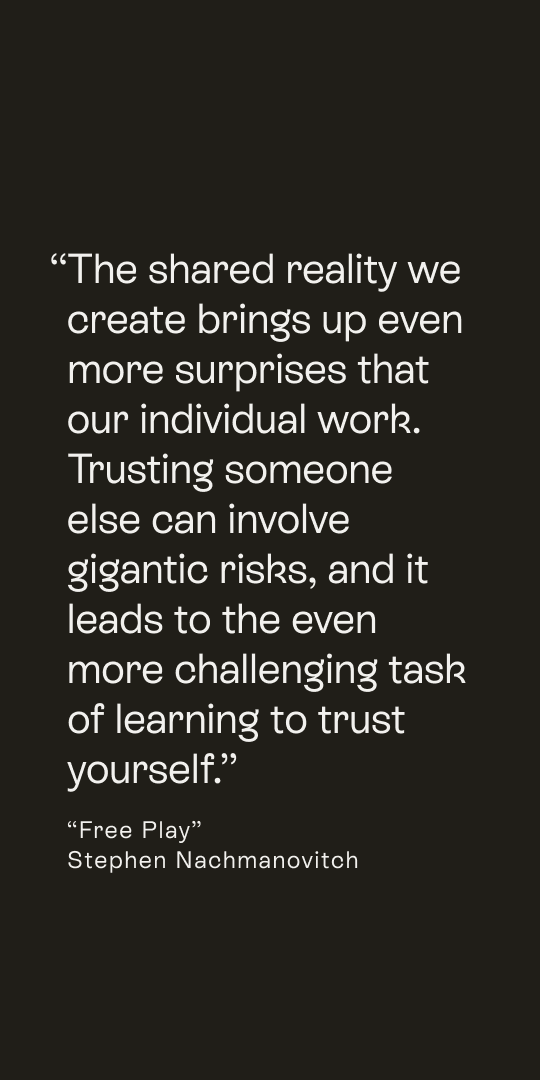 “The shared reality we
create brings up even
more surprises that
our individual work.
Trusting someone
else can involve
gigantic risks, and it
leads to the even
more challenging task
of learning to trust
yourself.”
“Free Play”
Stephen Nachmanovitch